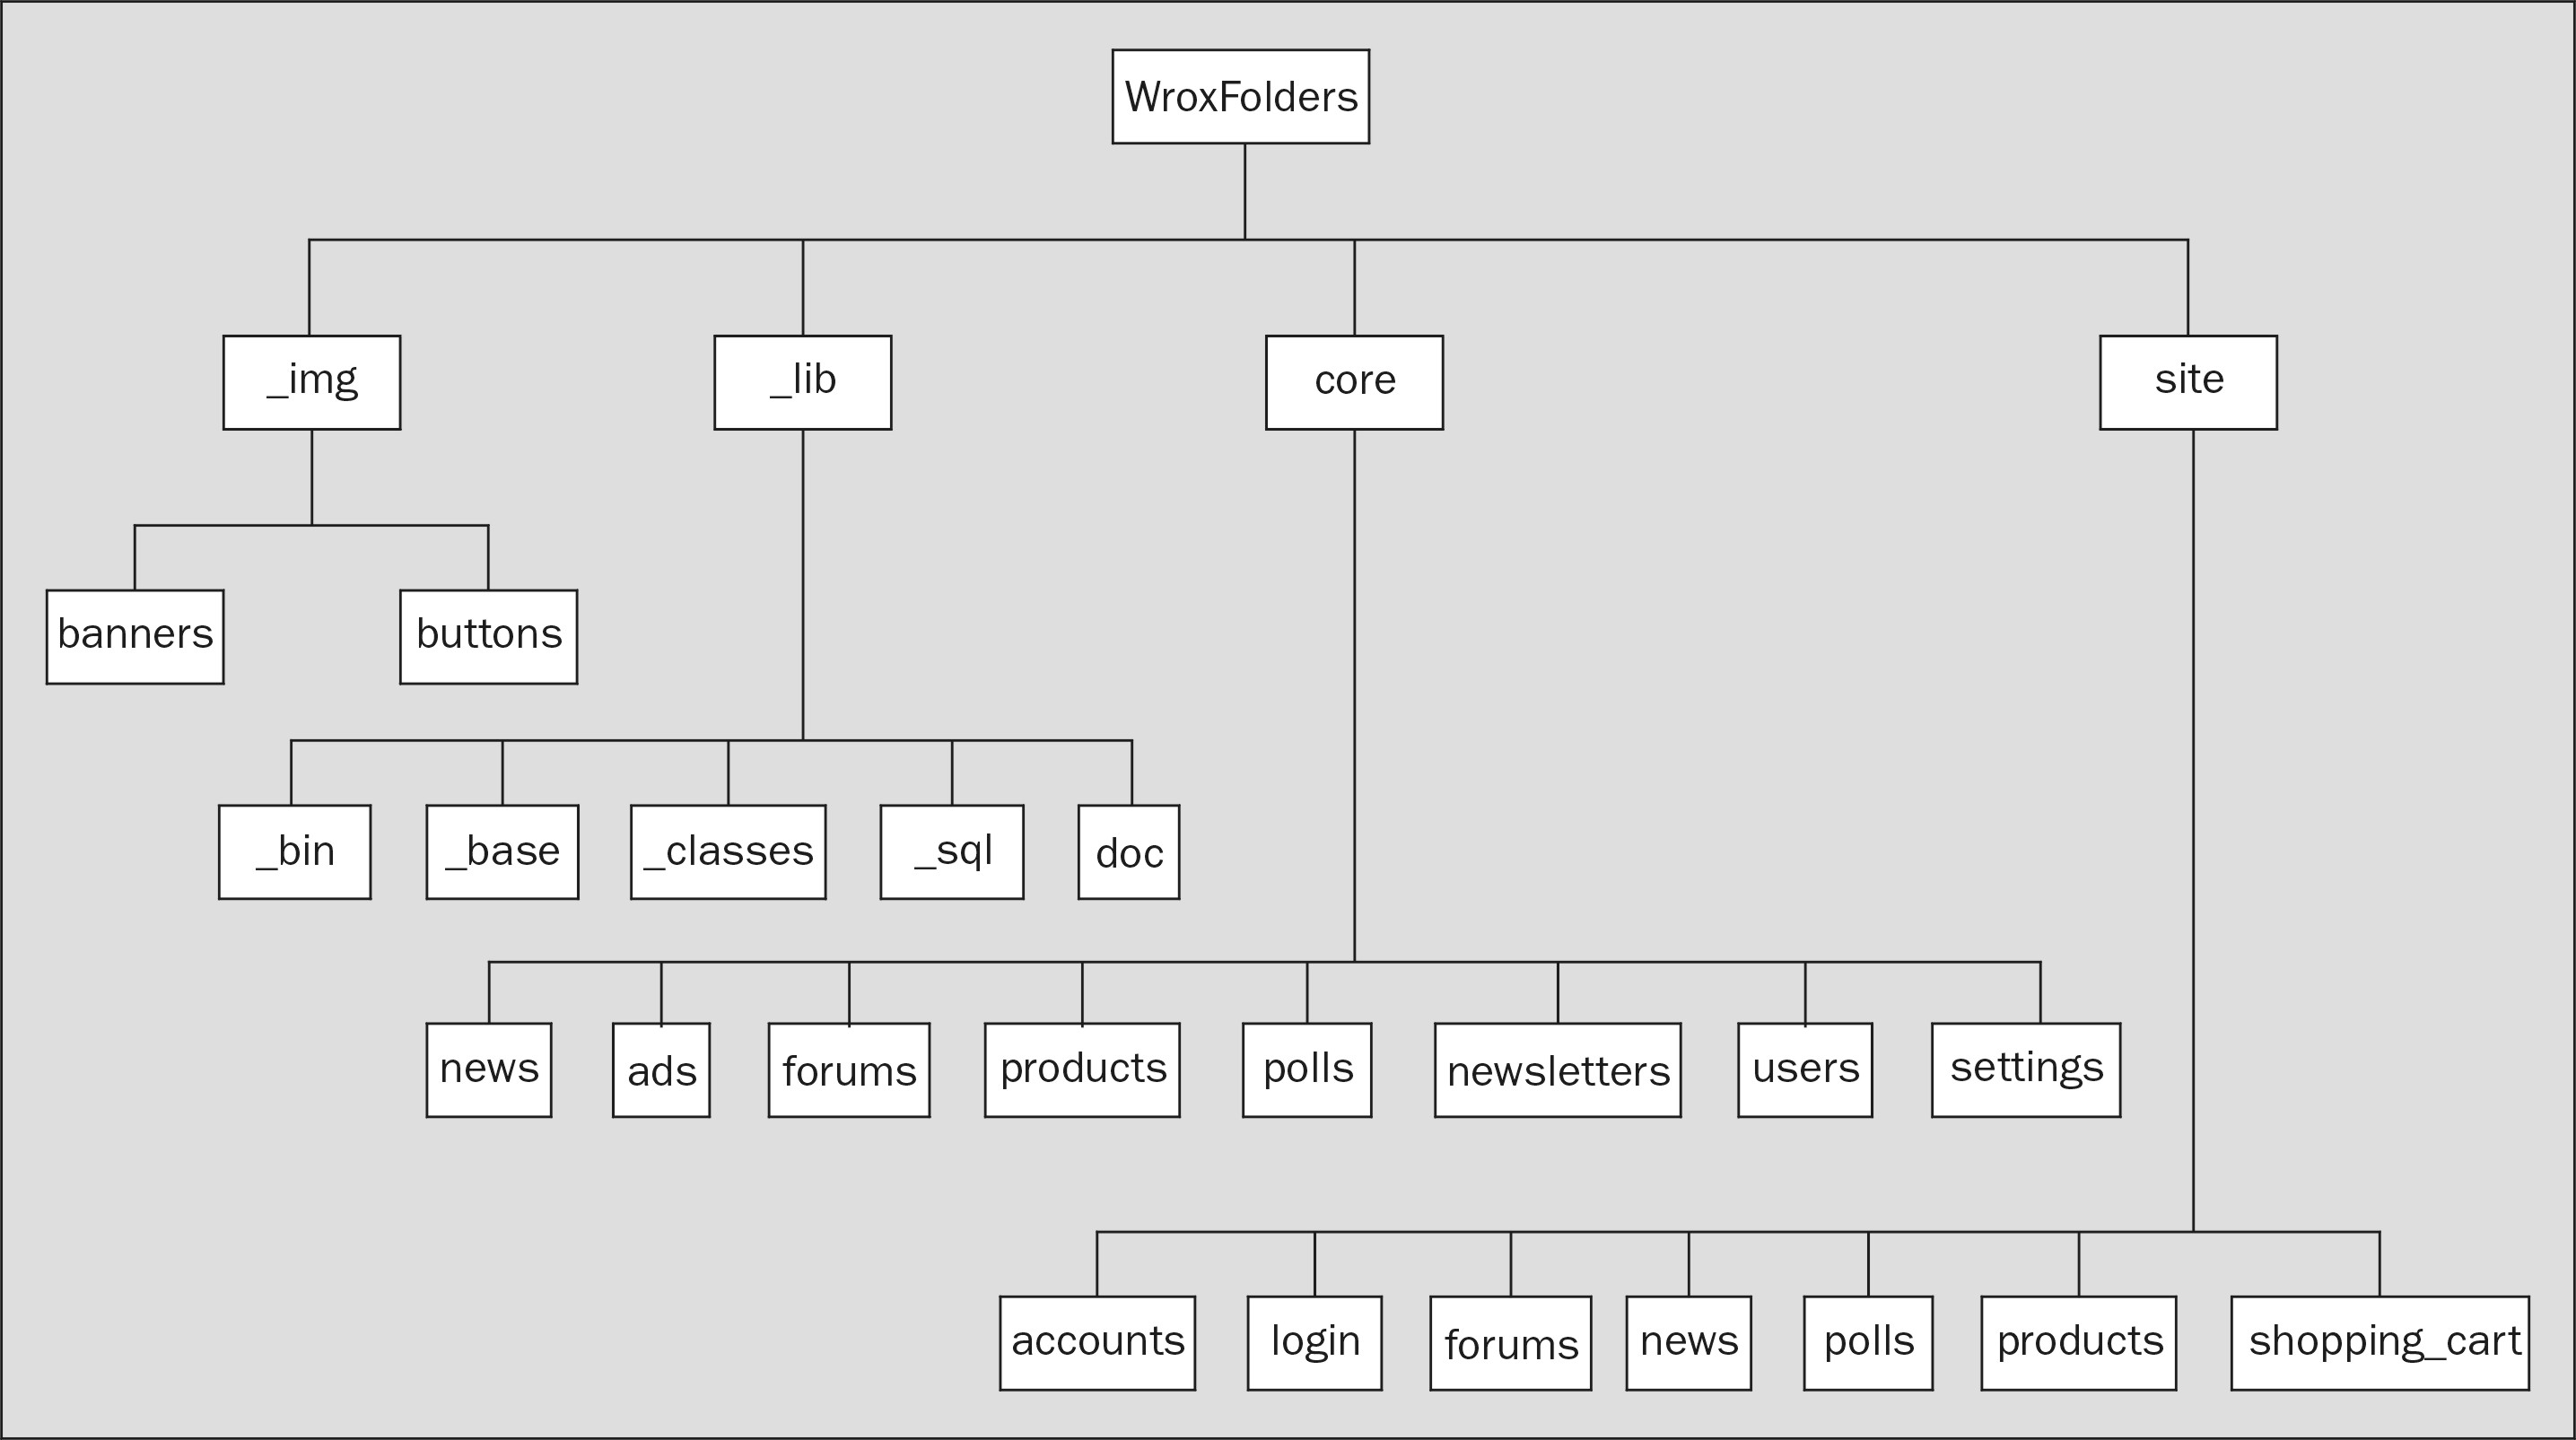 WroxFolders
_img
_lib
core
site
banners
buttons
_bin
_base
_classes
_sql
doc
news
ads
forums
products
polls
newsletters
users
settings
accounts
login
forums
news
polls
products
shopping_cart